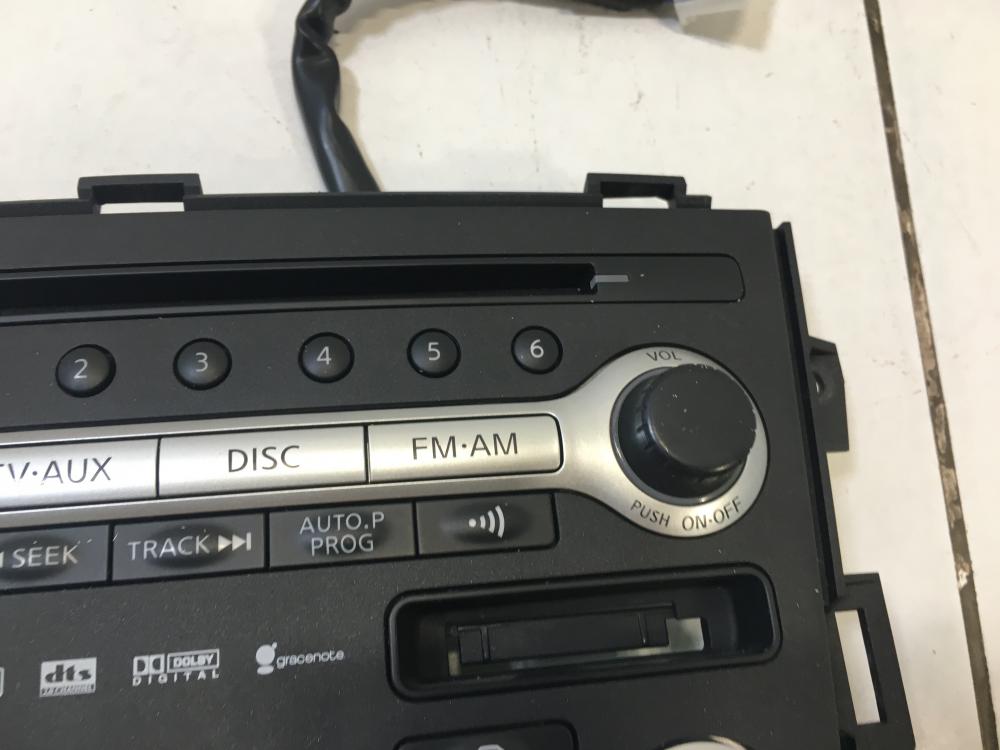 2 3 4 5 6
VOL
TV·AUX DISC FM·AM
PUSH ON·OFF
SEEK TRACK AUTO.P
PROG
dts DOLBY
DIGITAL
gracenote